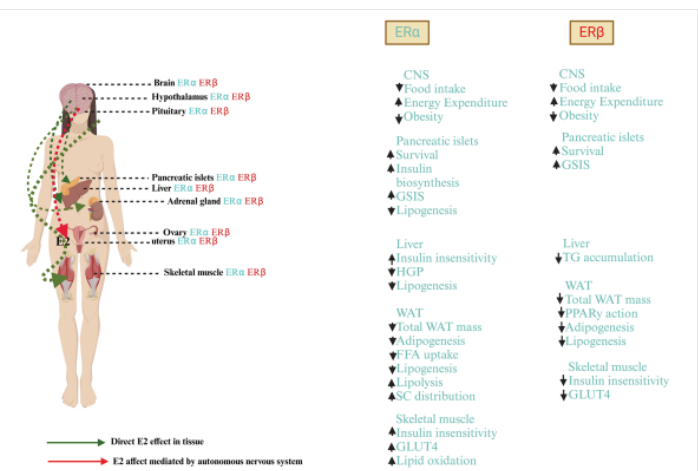 Brain ERα ERβ
Hypothalamus ERα ERβ
Pituitary ERα ERβ
Pancreatic islets ERα ERβ
Liver ERα ERβ
Adrenal gland ERα ERβ
Ovary ERα ERβ
E2
uterus ERα ERβ
Skeletal muscle ERα ERβ
Direct E2 effect in tissue
E2 affect mediated by autonomous nervous system
ERα
CNS
Food intake
Energy Expenditure
Obesity
Pancreatic islets
Survival
Insulin
biosynthesis
GSIS
Lipogenesis
Liver
Insulin insensitivity
HGP
Lipogenesis
WAT
Total WAT mass
Adipogenesis
FFA uptake
Lipogenesis
Lipolysis
SC distribution
Skeletal muscle
Insulin insensitivity
GLUT4
Lipid oxidation
ERβ
CNS
Food intake
Energy Expenditure
Obesity
Pancreatic islets
Survival
GSIS
Liver
TG accumulation
WAT
Total WAT mass
PPARγ action
Adipogenesis
Lipogenesis
Skeletal muscle
Insulin insensitivity
GLUT4